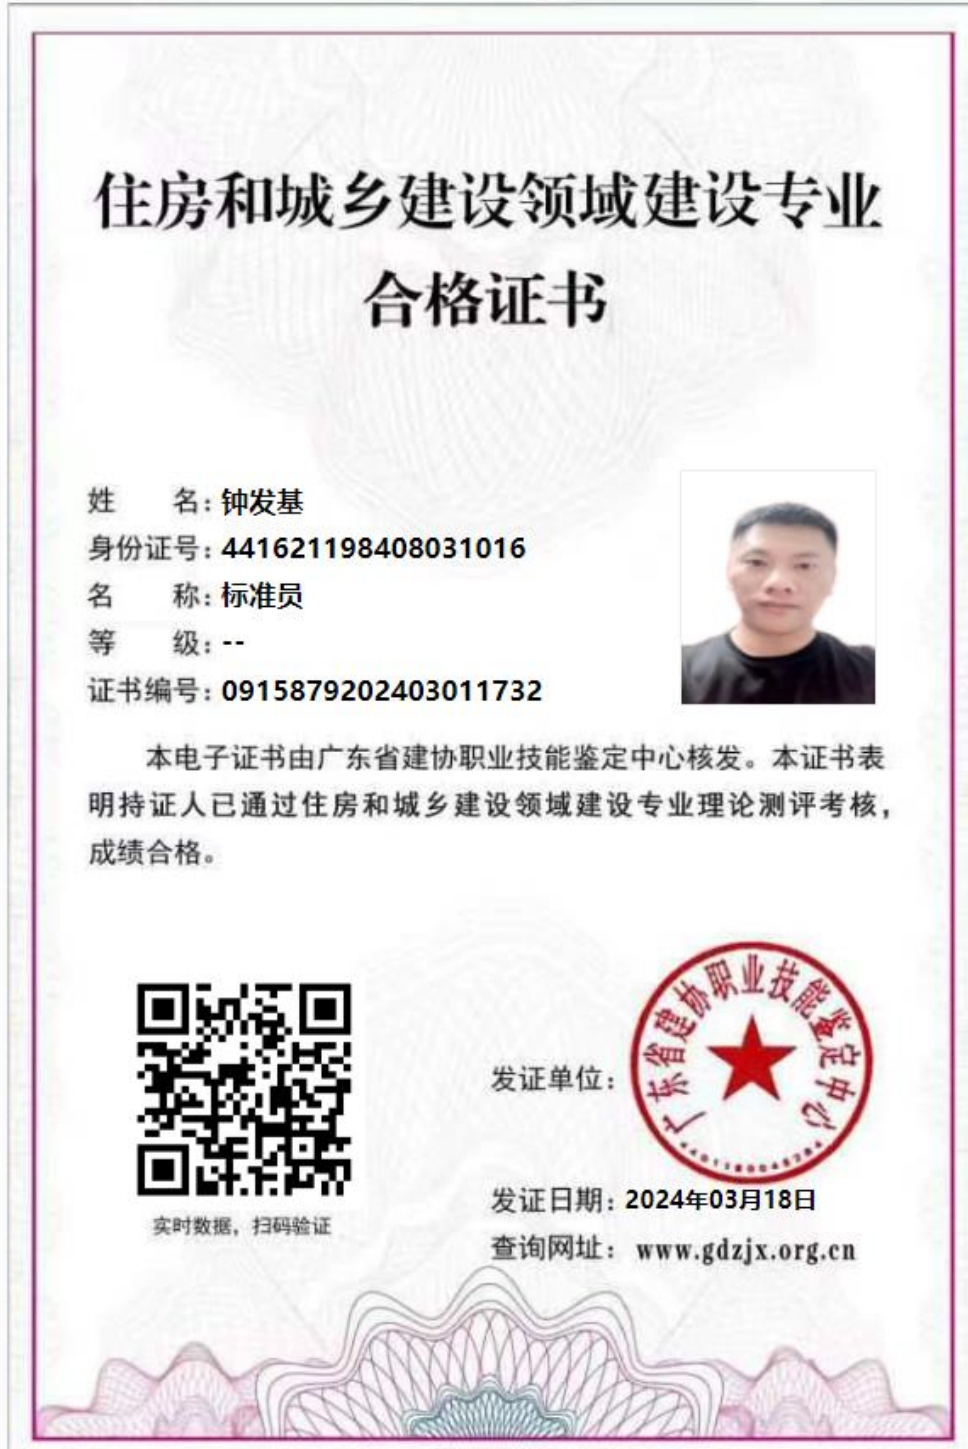 住房和城乡建设领域建设专业
合格证书
姓 名：钟发基
身份证号：441621198408031016
名 称：标准员
等 级：--
证书编号：0915879202403011732
本电子证书由广东省建协职业技能鉴定中心核发。本证书表
明持证人已通过住房和城乡建设领域建设专业理论测评考核，
成绩合格。
广东省建协职业技能鉴定中心
发证单位：
实时数据，扫码验证
发证日期：2024年03月18日
查询网址：www.gdzjx.org.cn